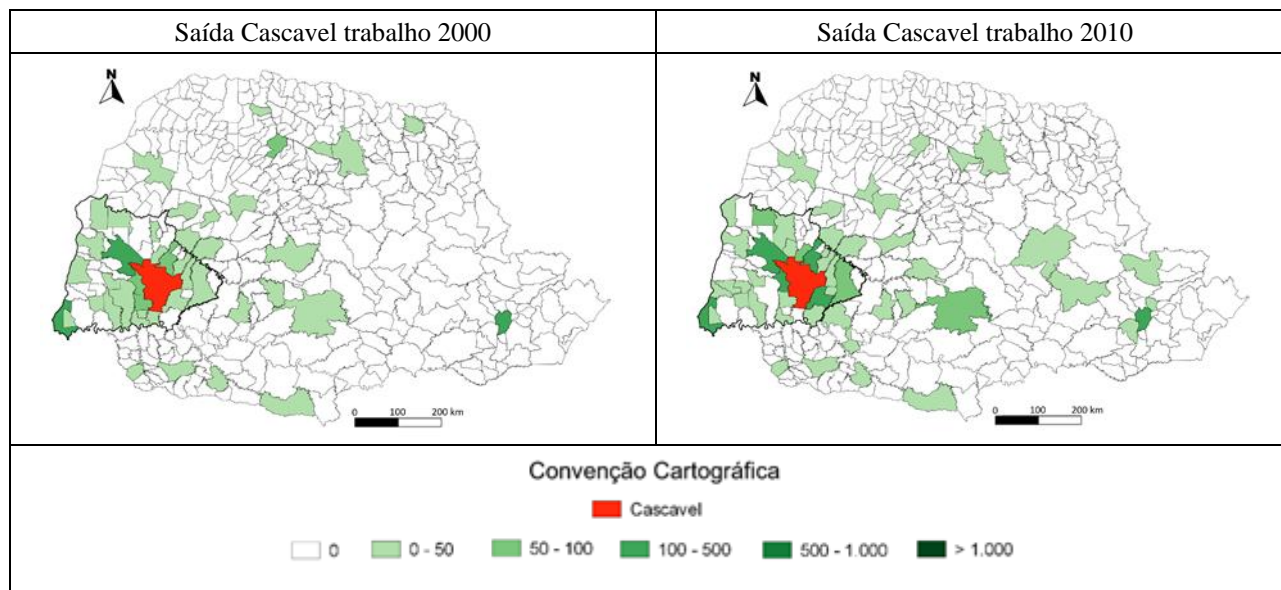 Saída Cascavel trabalho 2000
Saída Cascavel trabalho 2010
N
0 100 200 km
N
0 100 200 km
Convenção Cartográfica
Cascavel
0 0 - 50 50 - 100 100 - 500 500 - 1.000 > 1.000